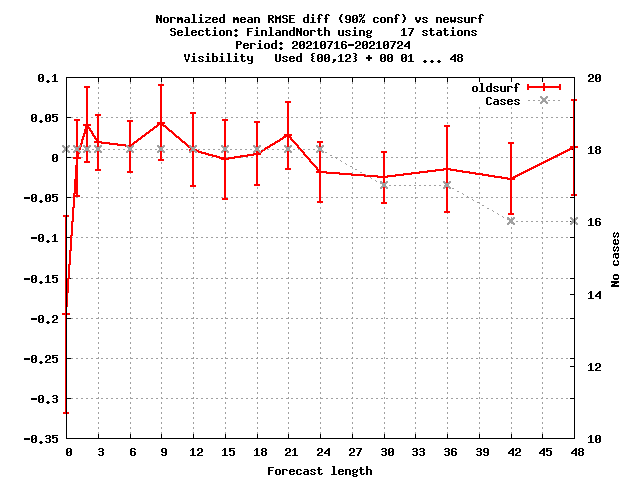 Normalized mean RMSE diff (90% conf) vs newsurf
Selection: FinlandNorth using 17 stations
Period: 20210716-20210724
Visibility Used {00,12} + 00 01 ... 48
oldsurf
Cases
0.1
0.05
0
-0.05
-0.1
-0.15
-0.2
-0.25
-0.3
-0.35
20
18
16
14
12
10
No cases
0 3 6 9 12 15 18 21 24 27 30 33 36 39 42 45 48
Forecast length